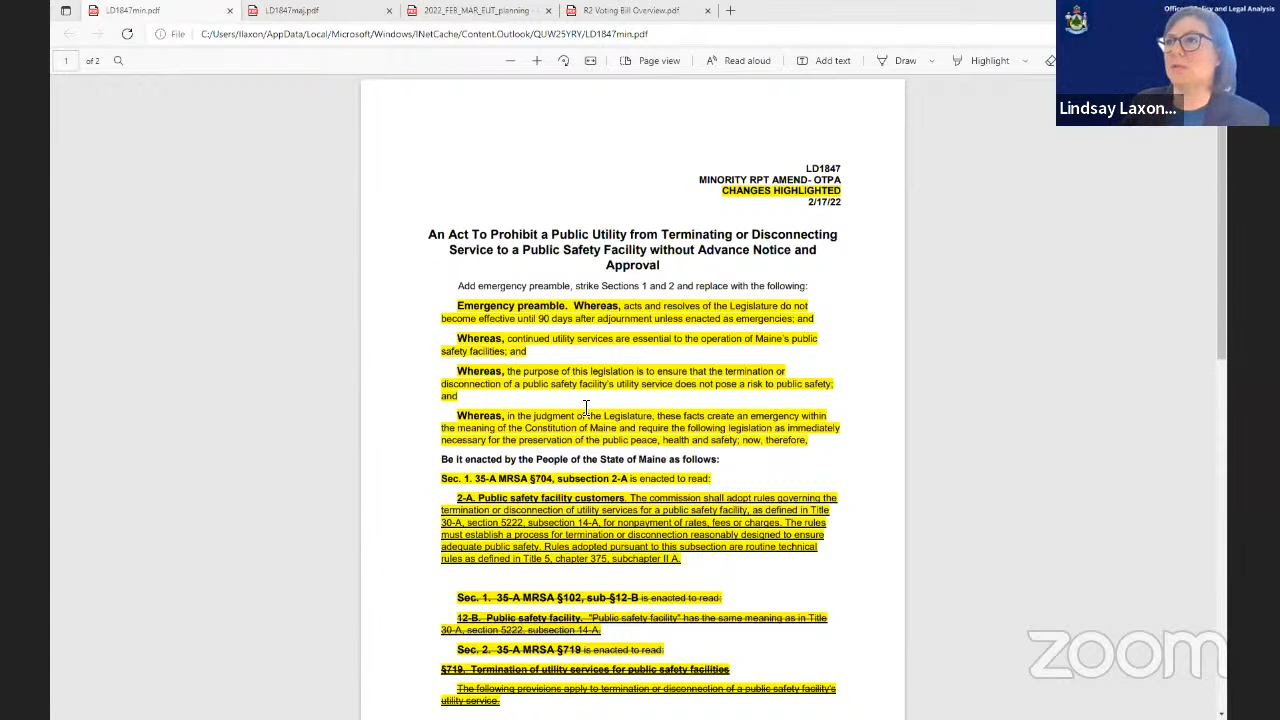 LD1847min.pdf
LD1847maj.pdf
2022_FEB_MAR_EUT_planning -
R2 Voting Bill Overview.pdf
File
C:/Users/llaxon/AppData/Local/Microsoft/Windows/INetCache/Content.Outlook/QUW25YRY/LD1847min.pdf
1 of 2
Page view
Read aloud
Add text
Draw
Highlight
Policy and Legal Analysis
Lindsay Laxon...
LD1847
MINORITY RPT AMEND- OTPA
CHANGES HIGHLIGHTED
2/17/22
An Act To Prohibit a Public Utility from Terminating or Disconnecting
Service to a Public Safety Facility without Advance Notice and
Approval
Add emergency preamble, strike Sections 1 and 2 and replace with the following:
Emergency preamble. Whereas, acts and resolves of the Legislature do not
become effective until 90 days after adjournment unless enacted as emergencies; and
Whereas, continued utility services are essential to the operation of Maine's public
safety facilities; and
Whereas, the purpose of this legislation is to ensure that the termination or
disconnection of a public safety facility's utility service does not pose a risk to public safety;
and
Whereas, in the judgment of the Legislature, these facts create an emergency within
the meaning of the Constitution of Maine and require the following legislation as immediately
necessary for the preservation of the public peace, health and safety; now, therefore,
Be it enacted by the People of the State of Maine as follows:
Sec. 1. 35-A MRSA §704, subsection 2-A is enacted to read:
2-A. Public safety facility customers. The commission shall adopt rules governing the
termination or disconnection of utility services for a public safety facility, as defined in Title
30-A, section 5222, subsection 14-A, for nonpayment of rates, fees or charges. The rules
must establish a process for termination or disconnection reasonably designed to ensure
adequate public safety. Rules adopted pursuant to this subsection are routine technical
rules as defined in Title 5, chapter 375, subchapter II A.
Sec. 1. 35-A MRSA §102, sub-§12-B is enacted to read:
12-B. Public safety facility. "Public safety facility" has the same meaning as in Title
30-A, section 5222, subsection 14-A.
Sec. 2. 35-A MRSA §719 is enacted to read:
§719. Termination of utility services for public safety facilities
The following provisions apply to termination or disconnection of a public safety facility's
utility service.
zoom